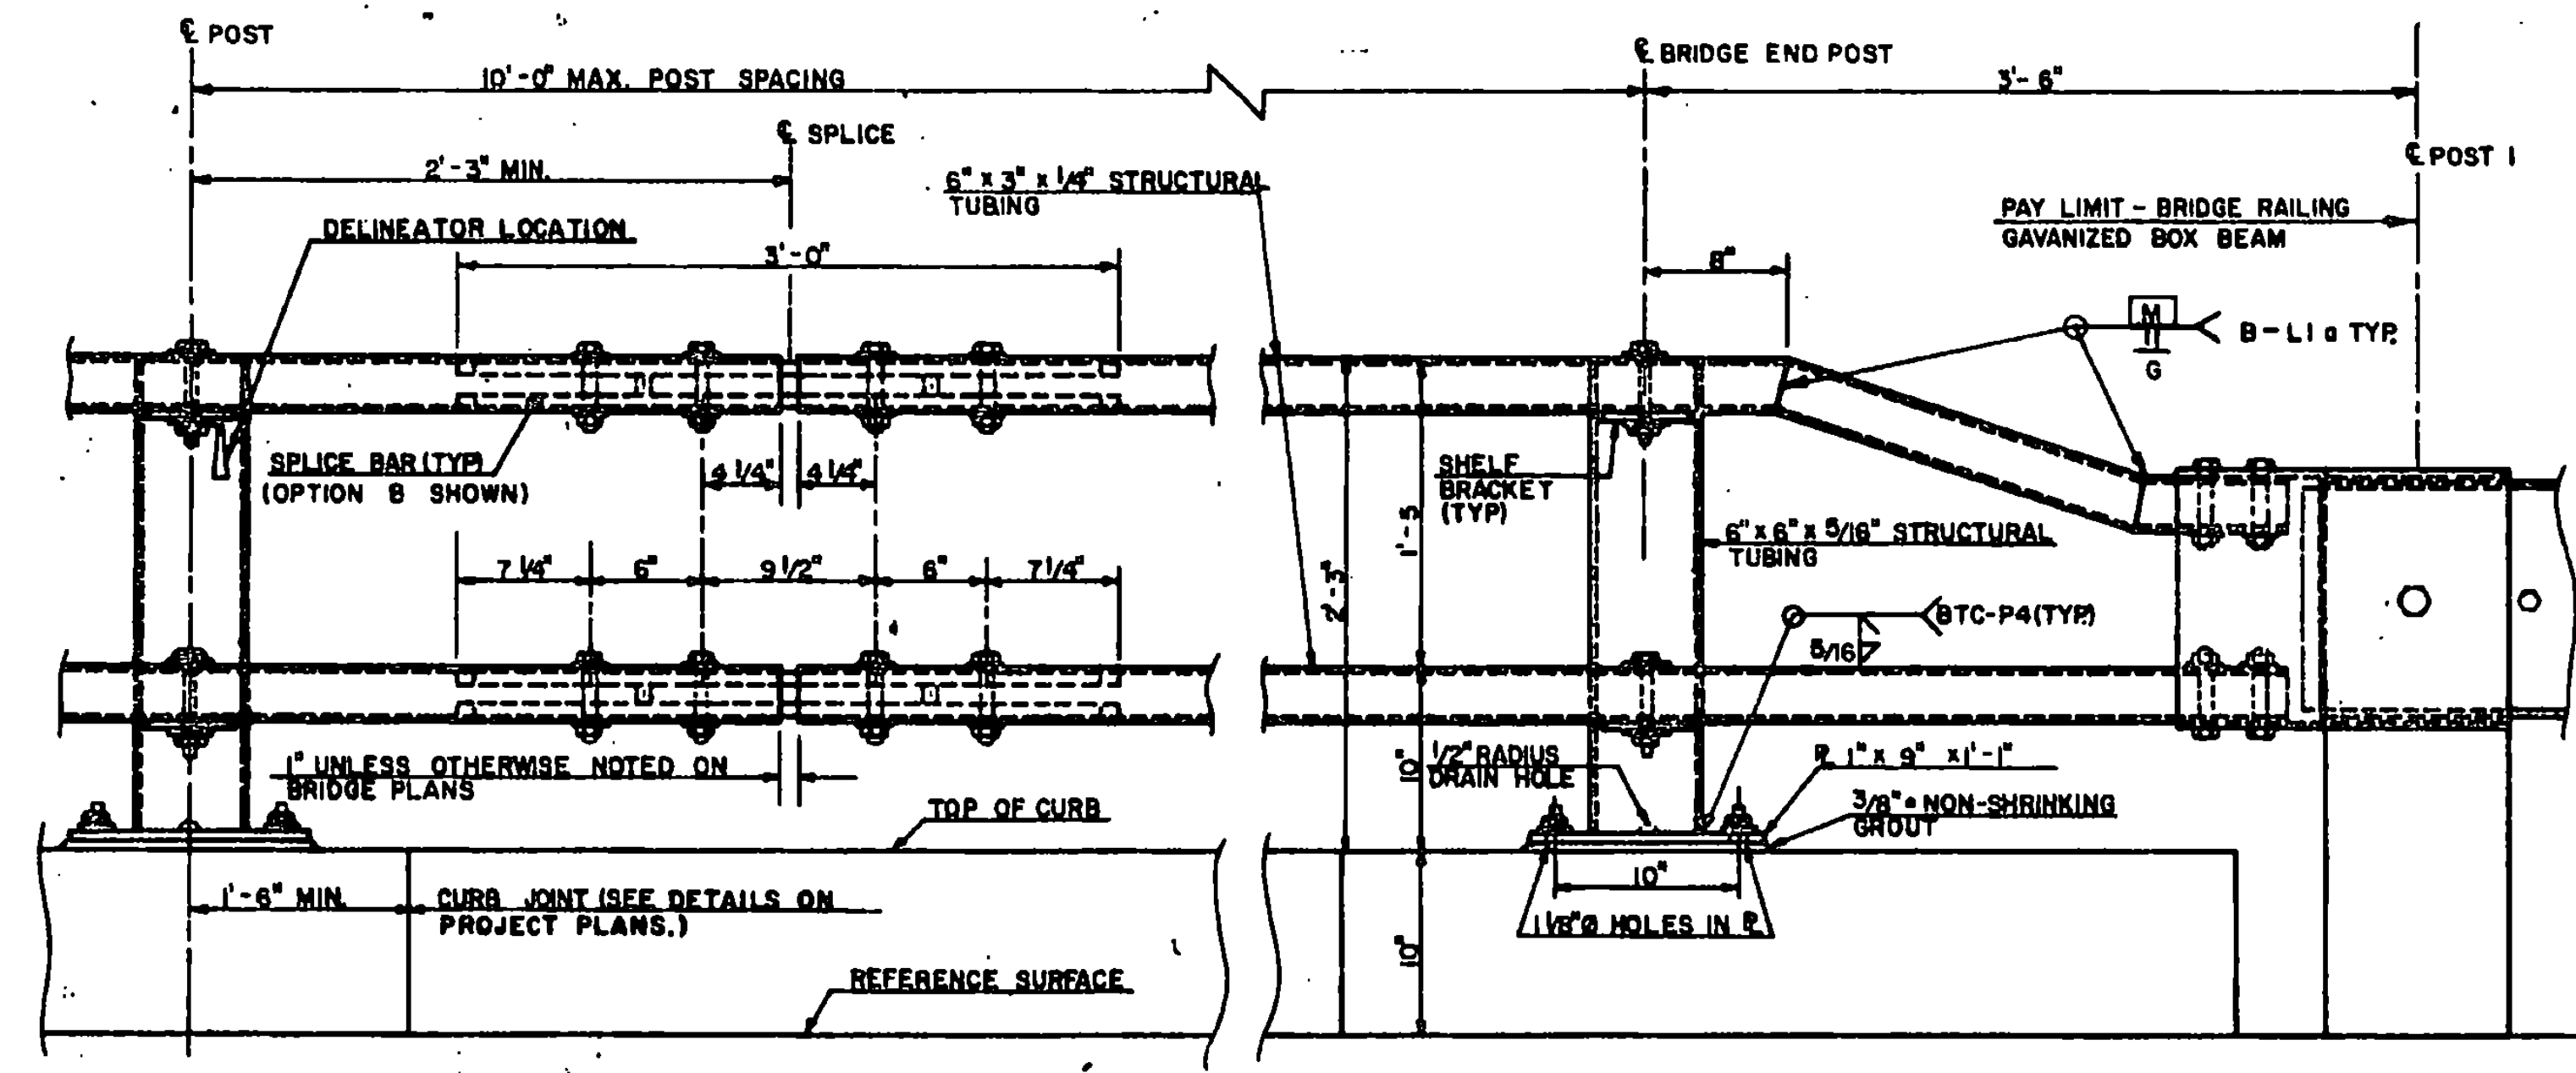 ℄ POST
10'-0" MAX. POST SPACING
℄ BRIDGE END POST
3'-6"
℄ SPLICE
2'-3" MIN.
℄ POST 1
6" x 3" x 1/4" STRUCTURAL
TUBING
PAY LIMIT - BRIDGE RAILING
GAVANIZED BOX BEAM
DELINEATOR LOCATION
3'-0"
8"
M
G
B-L1a TYP.
SPLICE BAR (TYP)
(OPTION B SHOWN)
4 1/4"
4 1/4"
SHELF
BRACKET
(TYP)
1'-5
6" x 6" x 5/16" STRUCTURAL
TUBING
7 1/4"
6"
9 1/2"
6"
7 1/4"
2'-3"
BTC-P4 (TYP.)
5/16
1" UNLESS OTHERWISE NOTED ON
BRIDGE PLANS
10"
1/2" RADIUS
DRAIN HOLE
℄ 1" x 9" x 1'-1"
TOP OF CURB
3/8" NON-SHRINKING
GROUT
1'-6" MIN.
CURB JOINT (SEE DETAILS ON
PROJECT PLANS.)
10"
1 1/8" Ø HOLES IN ℄
10"
REFERENCE SURFACE